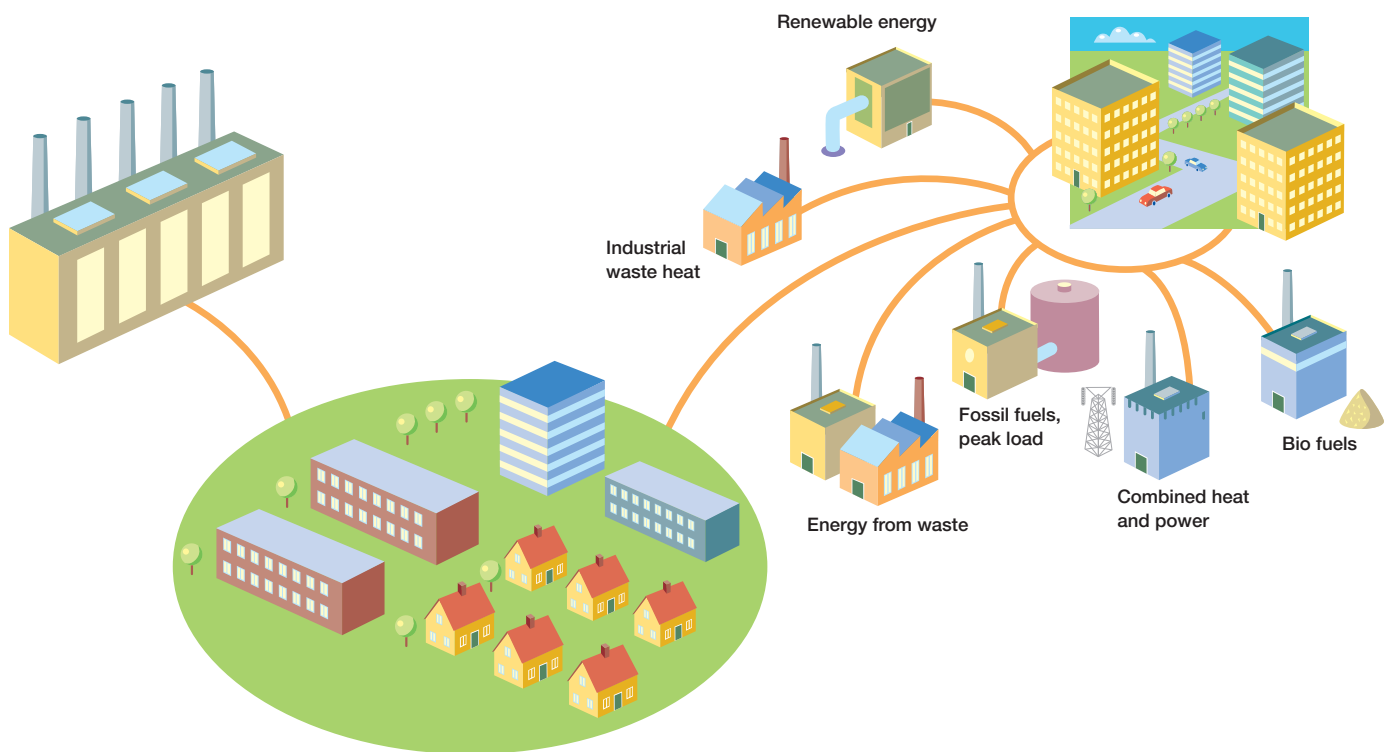 Renewable energy
Industrial
waste heat
Fossil fuels,
peak load
Bio fuels
Combined heat
and power
Energy from waste